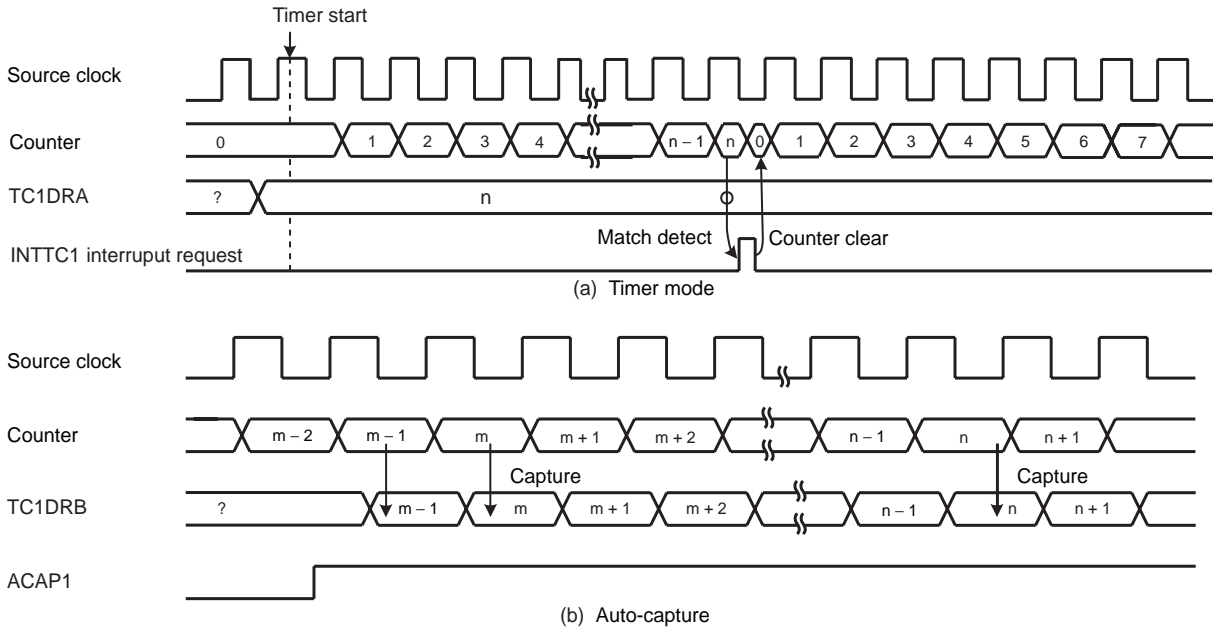 Timer start
Source clock
Counter
0 1 2 3 4 n – 1 n 0 1 2 3 4 5 6 7
TC1DRA
? n
Match detect Counter clear
INTTC1 interruput request
(a) Timer mode
Source clock
Counter
m – 2 m – 1 m m + 1 m + 2 n – 1 n n + 1
Capture Capture
TC1DRB
? m – 1 m m + 1 m + 2 n – 1 n n + 1
ACAP1
(b) Auto-capture